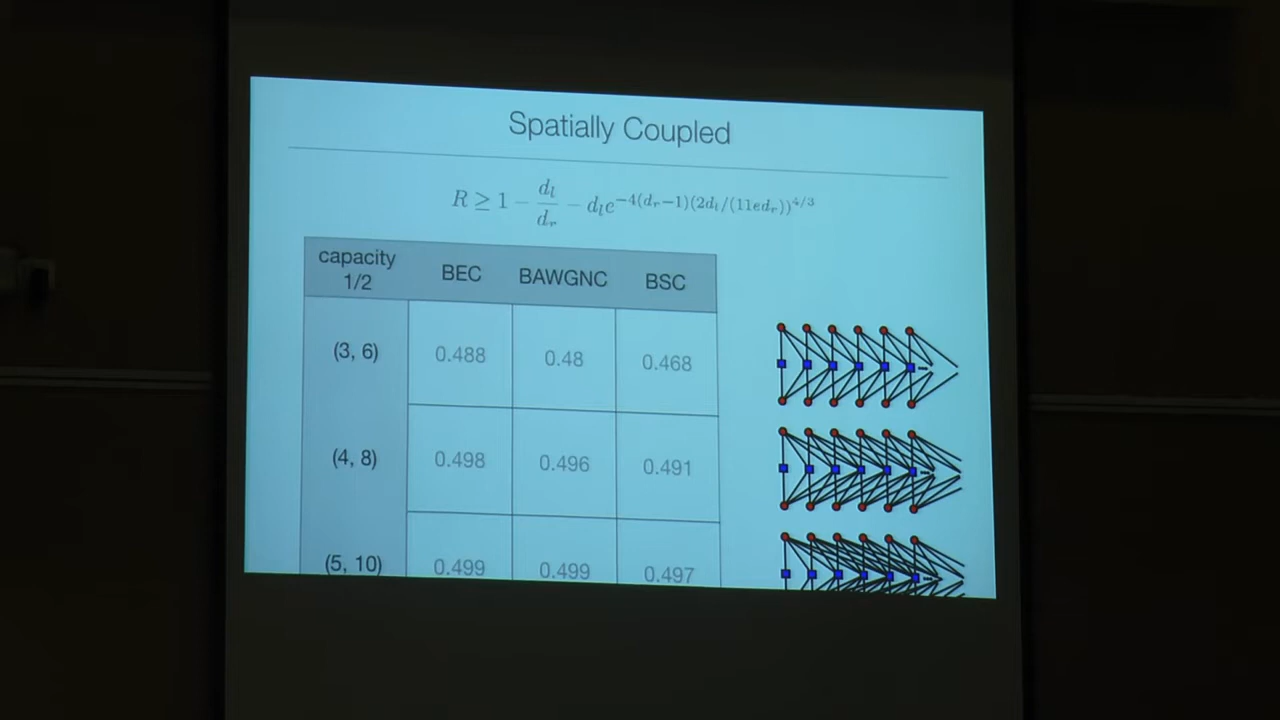 Spatially Coupled
R ≥ 1 − d_l/d_r − d_l e^{−4(d_r−1)(2d_l/(11ed_r))^{4/3}}
capacity 1/2 BEC BAWGNC BSC
(3, 6) 0.488 0.48 0.468
(4, 8) 0.498 0.496 0.491
(5, 10) 0.499 0.499 0.497